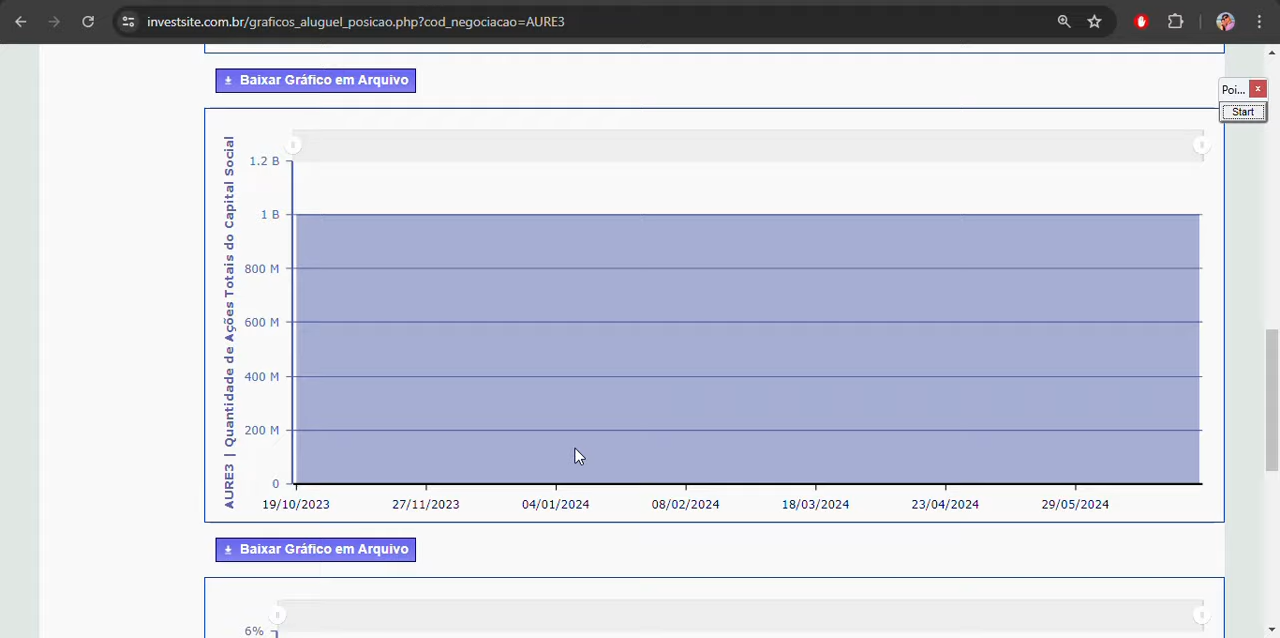 investsite.com.br/graficos_aluguel_posicao.php?cod_negociacao=AURE3
Poi...
x
Start
Baixar Gráfico em Arquivo
AURE3 | Quantidade de Ações Totais do Capital Social
1.2 B
1 B
800 M
600 M
400 M
200 M
0
19/10/2023 27/11/2023 04/01/2024 08/02/2024 18/03/2024 23/04/2024 29/05/2024
Baixar Gráfico em Arquivo
6%